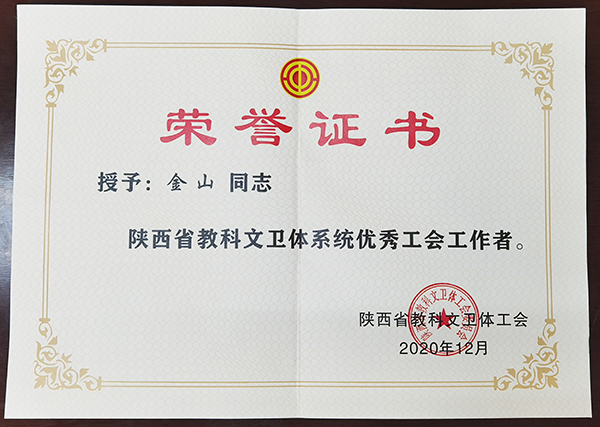 荣誉证书
授予：金山 同志
陕西省教科文卫体系统优秀工会工作者。
陕西省教科文卫体工会
2020年12月